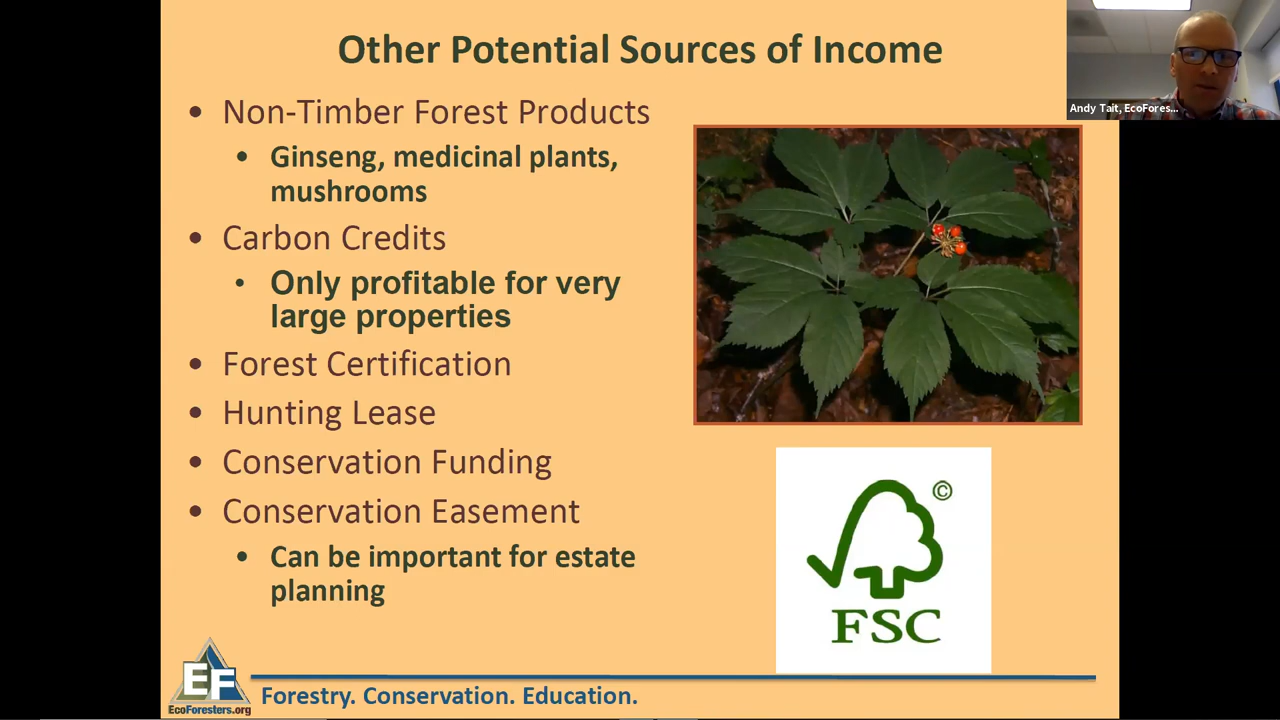 Other Potential Sources of Income
Andy Tait, EcoFores...
• Non-Timber Forest Products
• Ginseng, medicinal plants,
mushrooms
• Carbon Credits
• Only profitable for very
large properties
• Forest Certification
• Hunting Lease
• Conservation Funding
• Conservation Easement
• Can be important for estate
planning
©
FSC
EF
EcoForesters.org
Forestry. Conservation. Education.